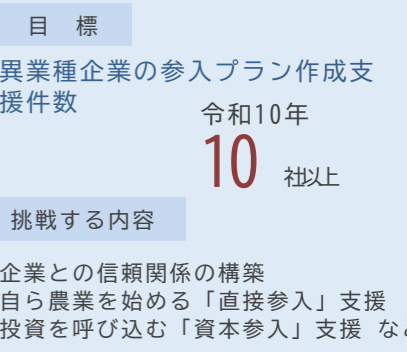 目 標
異業種企業の参入プラン作成支
援件数
令和10年
10 社以上
挑戦する内容
企業との信頼関係の構築
自ら農業を始める「直接参入」支援
投資を呼び込む「資本参入」支援 など